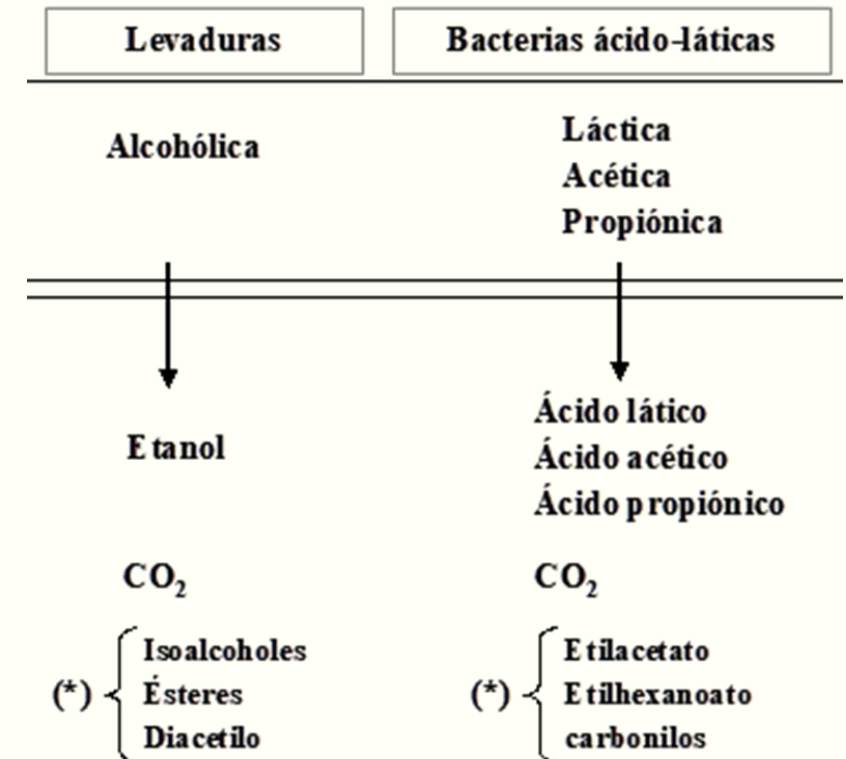 Levaduras
Bacterias ácido-láticas
Alcohólica
Láctica
Acética
Propiónica
Etanol
Ácido lático
Ácido acético
Ácido propiónico
CO₂
CO₂
(*)
Isoalcoholes
Ésteres
Diacetilo
(*)
Etilacetato
Etilhexanoato
carbonilos